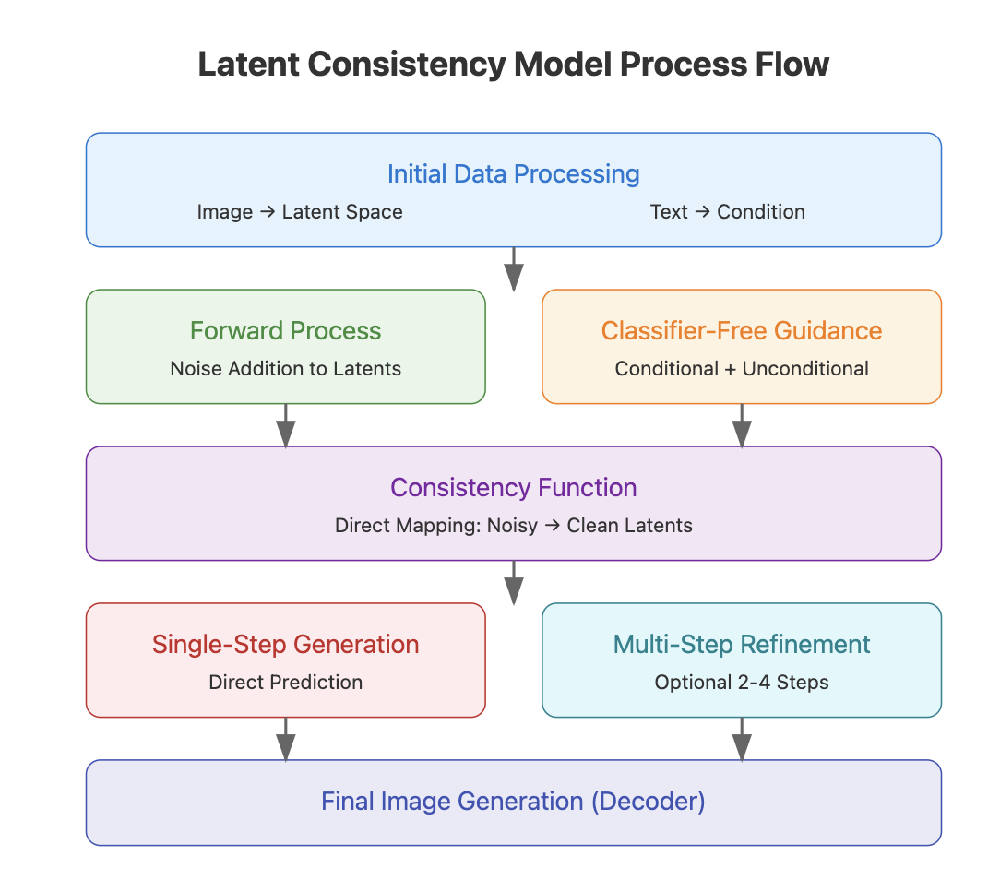 Latent Consistency Model Process Flow
Initial Data Processing
Image → Latent Space
Text → Condition
Forward Process
Noise Addition to Latents
Classifier-Free Guidance
Conditional + Unconditional
Consistency Function
Direct Mapping: Noisy → Clean Latents
Single-Step Generation
Direct Prediction
Multi-Step Refinement
Optional 2-4 Steps
Final Image Generation (Decoder)